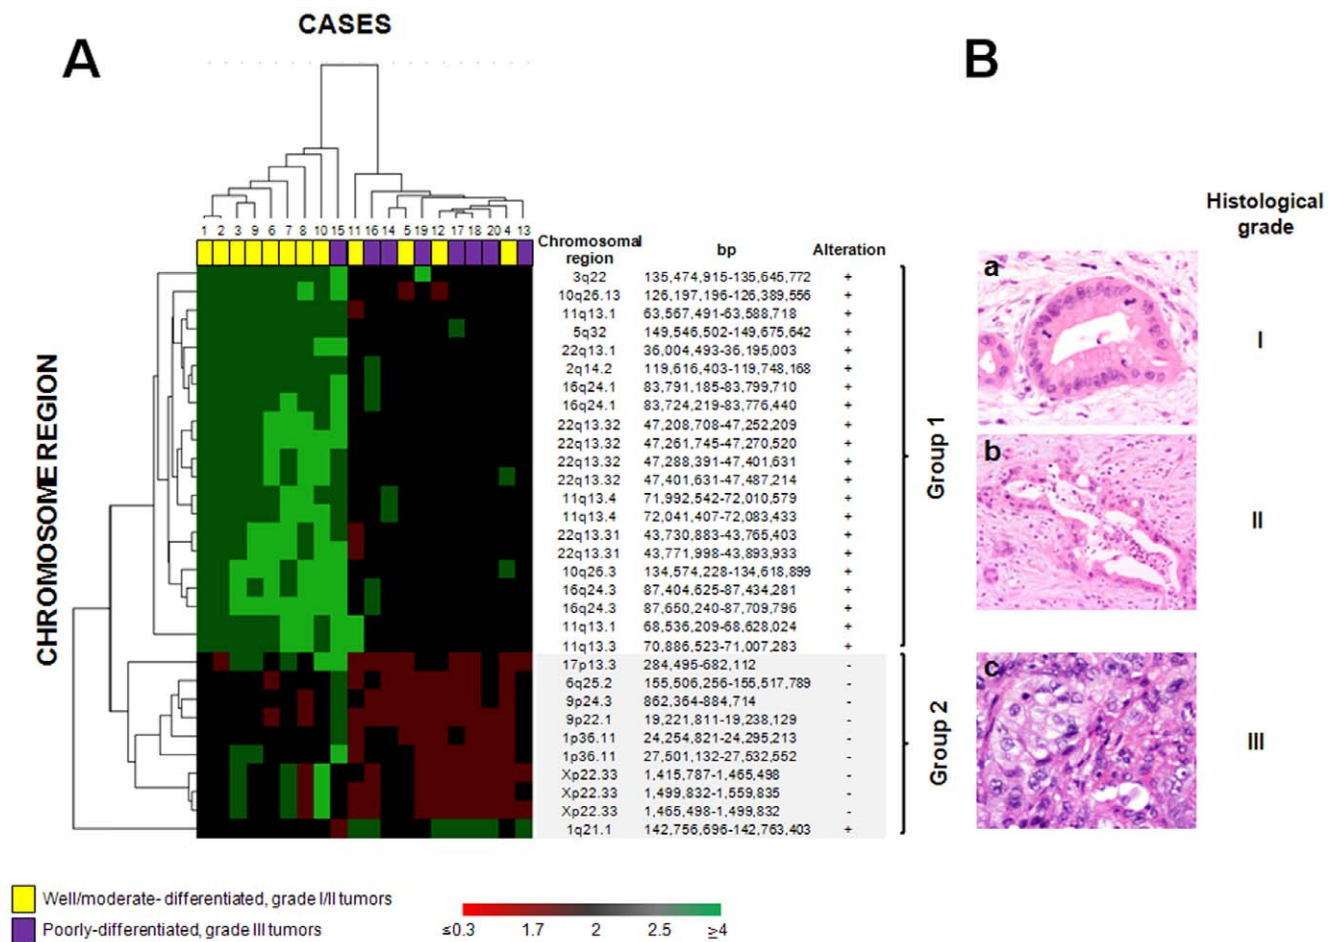 CASES
A
B
1 2 3 9 6 7 8 10 15 11 16 14 5 19 12 17 18 20 4 13
CHROMOSOME REGION
Chromosomal region bp Alteration
3q22 135,474,915-135,645,772 +
10q26.13 126,197,196-126,389,556 +
11q13.1 63,567,491-63,588,718 +
5q32 149,546,502-149,675,642 +
22q13.1 36,004,493-36,195,003 +
2q14.2 119,616,403-119,748,168 +
16q24.1 83,791,185-83,799,710 +
16q24.1 83,724,219-83,776,440 +
22q13.32 47,208,708-47,252,209 +
22q13.32 47,261,745-47,270,520 +
22q13.32 47,288,391-47,401,631 +
22q13.32 47,401,631-47,487,214 +
11q13.4 71,992,542-72,010,579 +
11q13.4 72,041,407-72,083,433 +
22q13.31 43,730,883-43,765,403 +
22q13.31 43,771,998-43,893,933 +
10q26.3 134,574,228-134,618,899 +
16q24.3 87,404,625-87,434,281 +
16q24.3 87,650,240-87,709,796 +
11q13.1 68,536,209-68,628,024 +
11q13.3 70,886,523-71,007,283 +
17p13.3 284,495-682,112 -
6q25.2 155,506,256-155,517,789 -
9p24.3 862,364-884,714 -
9p22.1 19,221,811-19,238,129 -
1p36.11 24,254,821-24,295,213 -
1p36.11 27,501,132-27,532,552 -
Xp22.33 1,415,787-1,465,498 -
Xp22.33 1,499,832-1,559,835 -
Xp22.33 1,465,498-1,499,832 -
1q21.1 142,756,696-142,763,403 +
Group 1
Group 2
Histological
grade
a
I
b
II
c
III
Well/moderate- differentiated, grade I/II tumors
Poorly-differentiated, grade III tumors
≤0.3 1.7 2 2.5 ≥4